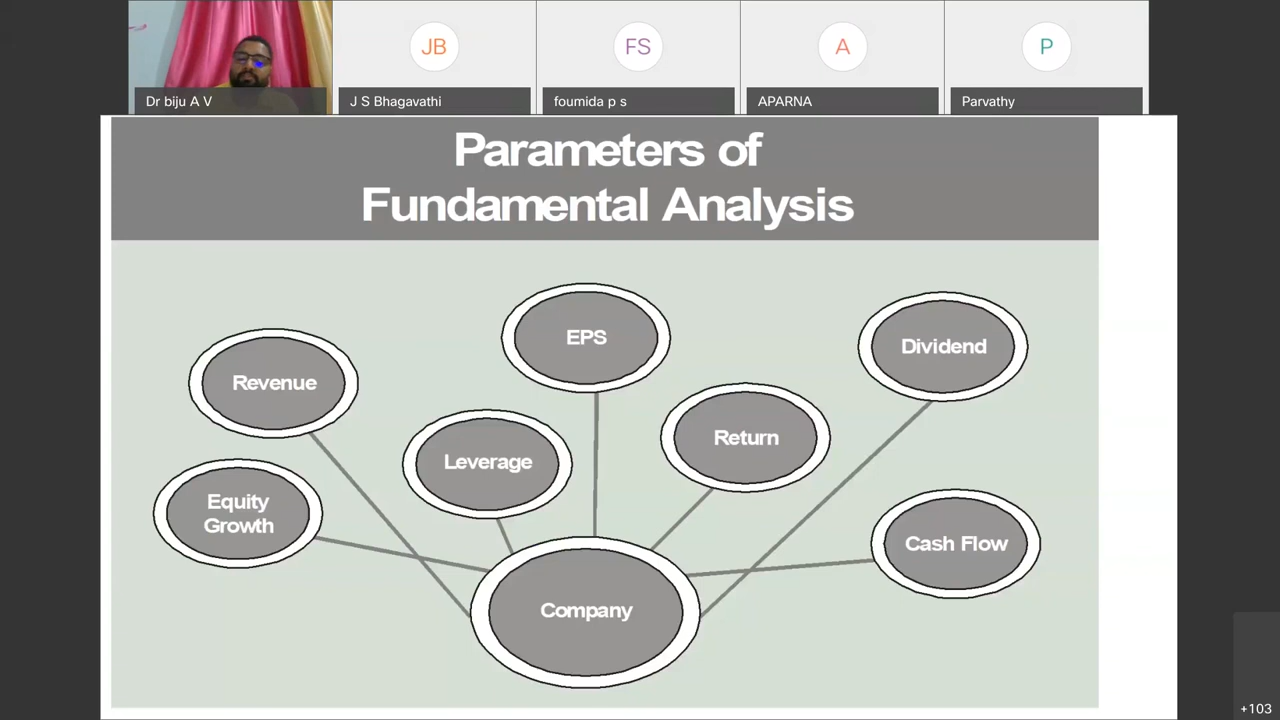 JB
FS
A
P
Dr biju A V
J S Bhagavathi
foumida p s
APARNA
Parvathy
Parameters of
Fundamental Analysis
EPS
Dividend
Revenue
Return
Leverage
Equity
Growth
Cash Flow
Company
+103